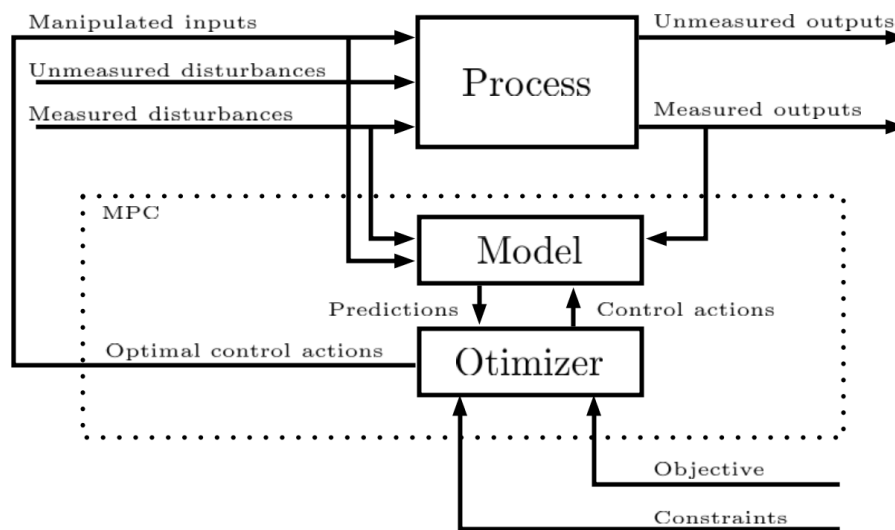 Manipulated inputs
Unmeasured outputs
Unmeasured disturbances
Process
Measured disturbances
Measured outputs
MPC
Model
Predictions
Control actions
Optimal control actions
Otimizer
Objective
Constraints